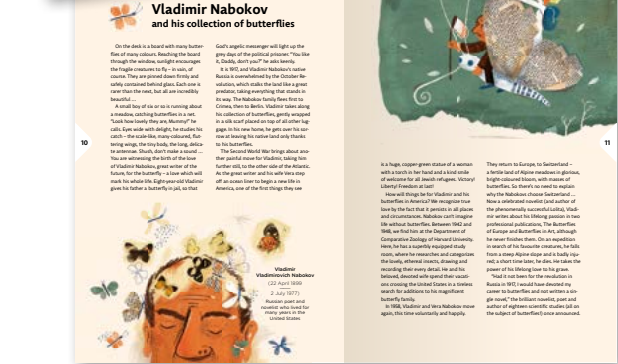 Vladimir Nabokov
and his collection of butterflies
On the desk is a board with many butter-
flies of many colours. Reaching the board
through the window, sunlight encourages
the fragile creatures to fly – in vain, of
course. They are pinned down firmly and
safely contained behind glass. Each one is
rarer than the next, but all are incredibly
beautiful ...
A small boy of six or so is running about
a meadow, catching butterflies in a net.
"Look how lovely they are, Mummy!" he
calls. Eyes wide with delight, he studies his
catch – the scale-like, many-coloured, flut-
tering wings, the tiny body, the long, delica-
te antennae. Shush, don't make a sound ...
You are witnessing the birth of the love
of Vladimir Nabokov, great writer of the
future, for the butterfly – a love which will
mark his whole life. Eight-year-old Vladimir
gives his father a butterfly in jail, so that
God's angelic messenger will light up the
grey days of the political prisoner. "You like
it, Daddy, don't you?" he asks keenly.
It is 1917, and Vladimir Nabokov's native
Russia is overwhelmed by the October Re-
volution, which stalks the land like a great
predator, taking everything that stands in
its way. The Nabokov family flees first to
Crimea, then to Berlin. Vladimir takes along
his collection of butterflies, gently wrapped
in a silk scarf placed on top of all other lug-
gage. In his new home, he gets over his sor-
row at leaving his native land only thanks
to his butterflies.
The Second World War brings about ano-
ther painful move for Vladimir, taking him
further still, to the other side of the Atlantic.
As the great writer and his wife Vera step
off an ocean liner to begin a new life in
America, one of the first things they see
10
Vladimir
Vladimirovich Nabokov
(22 April 1899
–
2 July 1977)
Russian poet and
novelist who lived for
many years in the
United States
11
is a huge, copper-green statue of a woman
with a torch in her hand and a kind smile
of welcome for all Jewish refugees. Victory!
Liberty! Freedom at last!
How will things be for Vladimir and his
butterflies in America? We recognize true
love by the fact that it persists in all places
and circumstances. Nabokov can't imagine
life without butterflies. Between 1942 and
1948, we find him at the Department of
Comparative Zoology of Harvard University.
Here, he has a superbly equipped study
room, where he researches and categorizes
the lovely, ethereal insects, drawing and
recording their every detail. He and his
beloved, devoted wife spend their vacati-
ons crossing the United States in a tireless
search for additions to his magnificent
butterfly family.
In 1958, Vladimir and Vera Nabokov move
again, this time voluntarily and happily.
They return to Europe, to Switzerland –
a fertile land of Alpine meadow in glorious,
bright-coloured bloom, with masses of
butterflies. So there's no need to explain
why the Nabokovs choose Switzerland ...
Now a celebrated novelist (and author of
the phenomenally successful Lolita), Vladi-
mir writes about his lifelong passion in two
professional publications, The Butterflies
of Europe and Butterflies in Art, although
he never finishes them. On an expedition
in search of his favourite creatures, he falls
from a steep Alpine slope and is badly inju-
red; a short time later, he dies. He takes the
power of his lifelong love to his grave.
"Had it not been for the revolution in
Russia in 1917, I would have devoted my
career to butterflies and not written a sin-
gle novel," the brilliant novelist, poet and
author of eighteen scientific studies (all on
the subject of butterflies!) once announced.